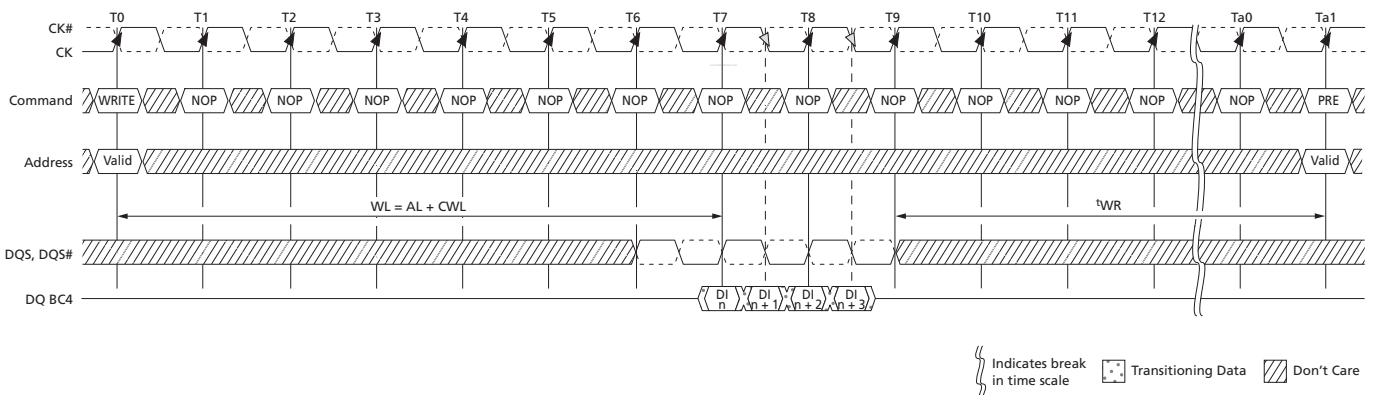 T0 T1 T2 T3 T4 T5 T6 T7 T8 T9 T10 T11 T12 Ta0 Ta1
CK#
CK
Command WRITE NOP NOP NOP NOP NOP NOP NOP NOP NOP NOP NOP NOP NOP PRE
Address Valid Valid
WL = AL + CWL tWR
DQS, DQS#
DQ BC4 DI n DI n + 1 DI n + 2 DI n + 3
Indicates break in time scale
Transitioning Data
Don't Care